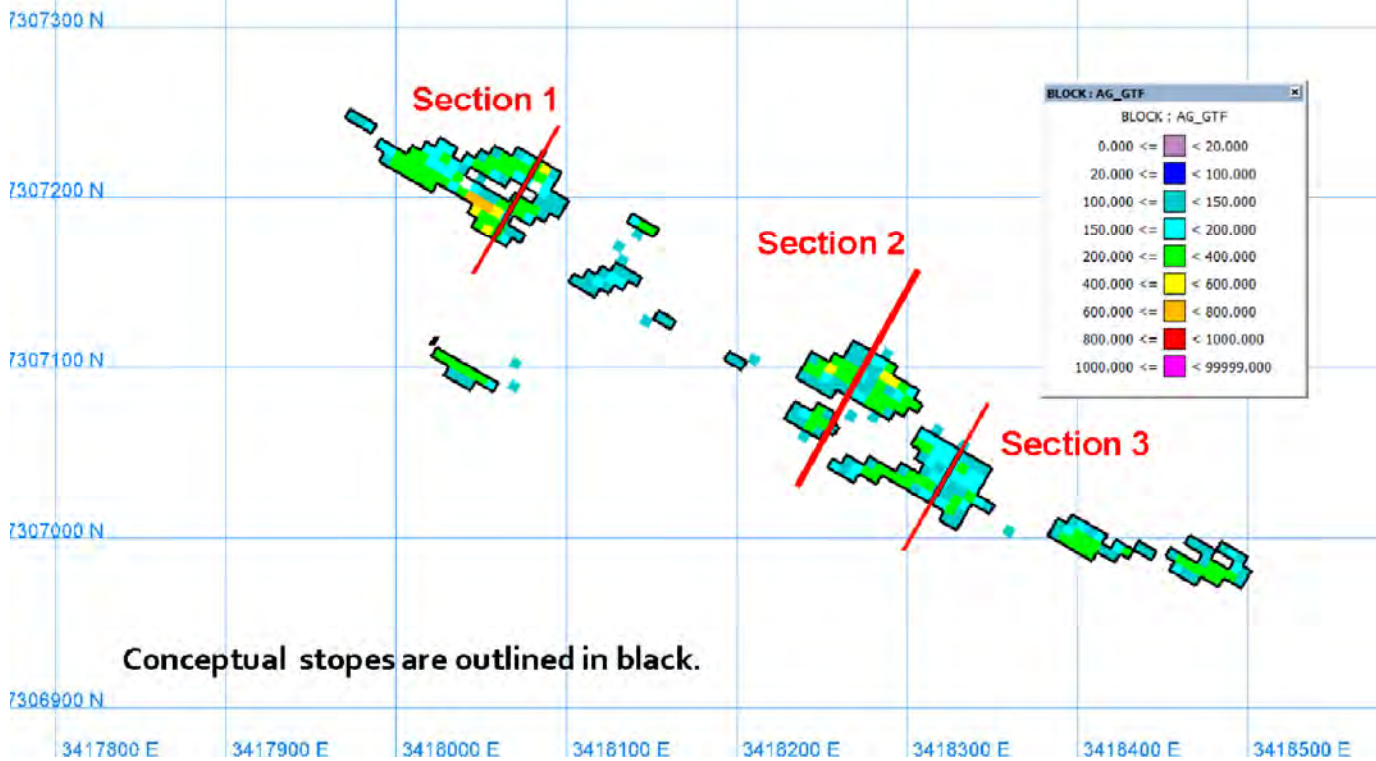 7307300 N
Section 1
BLOCK : AG_GTF
BLOCK : AG_GTF
0.000 <= < 20.000
20.000 <= < 100.000
100.000 <= < 150.000
150.000 <= < 200.000
200.000 <= < 400.000
400.000 <= < 600.000
600.000 <= < 800.000
800.000 <= < 1000.000
1000.000 <= < 99999.000
7307200 N
Section 2
7307100 N
Section 3
7307000 N
Conceptual stopes are outlined in black.
7306900 N
3417800 E 3417900 E 3418000 E 3418100 E 3418200 E 3418300 E 3418400 E 3418500 E